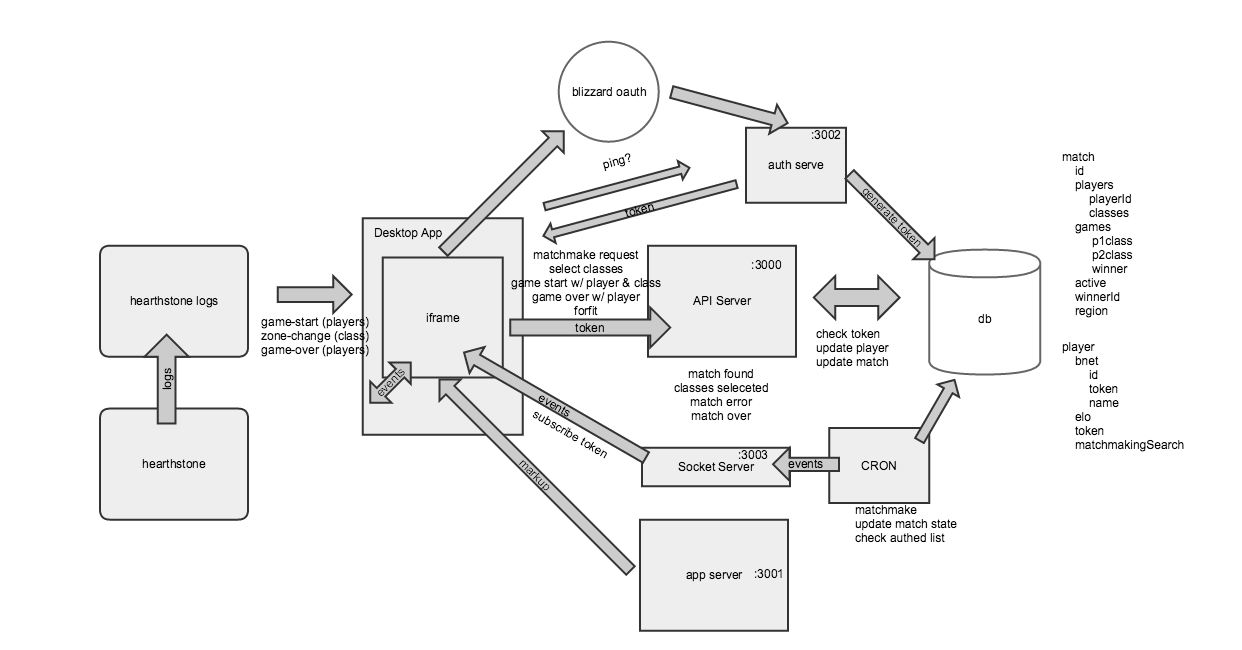 blizzard oauth
:3002
auth serve
ping?
token
generate token
Desktop App
iframe
matchmake request
select classes
game start w/ player & class
game over w/ player
forfit
token
:3000
API Server
hearthstone logs
game-start (players)
zone-change (class)
game-over (players)
logs
hearthstone
events
events
subscribe token
markup
match found
classes seleceted
match error
match over
check token
update player
update match
db
:3003
Socket Server
events
CRON
matchmake
update match state
check authed list
app server
:3001
match
id
players
playerId
classes
games
p1class
p2class
winner
active
winnerId
region
player
bnet
id
token
name
elo
token
matchmakingSearch